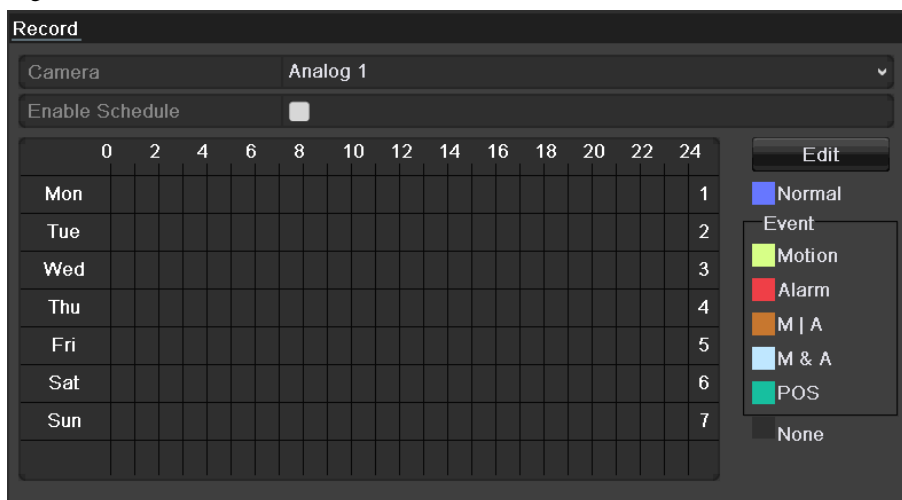 Record
Camera Analog 1
Enable Schedule
0 2 4 6 8 10 12 14 16 18 20 22 24
Edit
Mon 1
Normal
Event
Tue 2
Motion
Wed 3
Alarm
Thu 4
M | A
Fri 5
M & A
Sat 6
POS
Sun 7
None